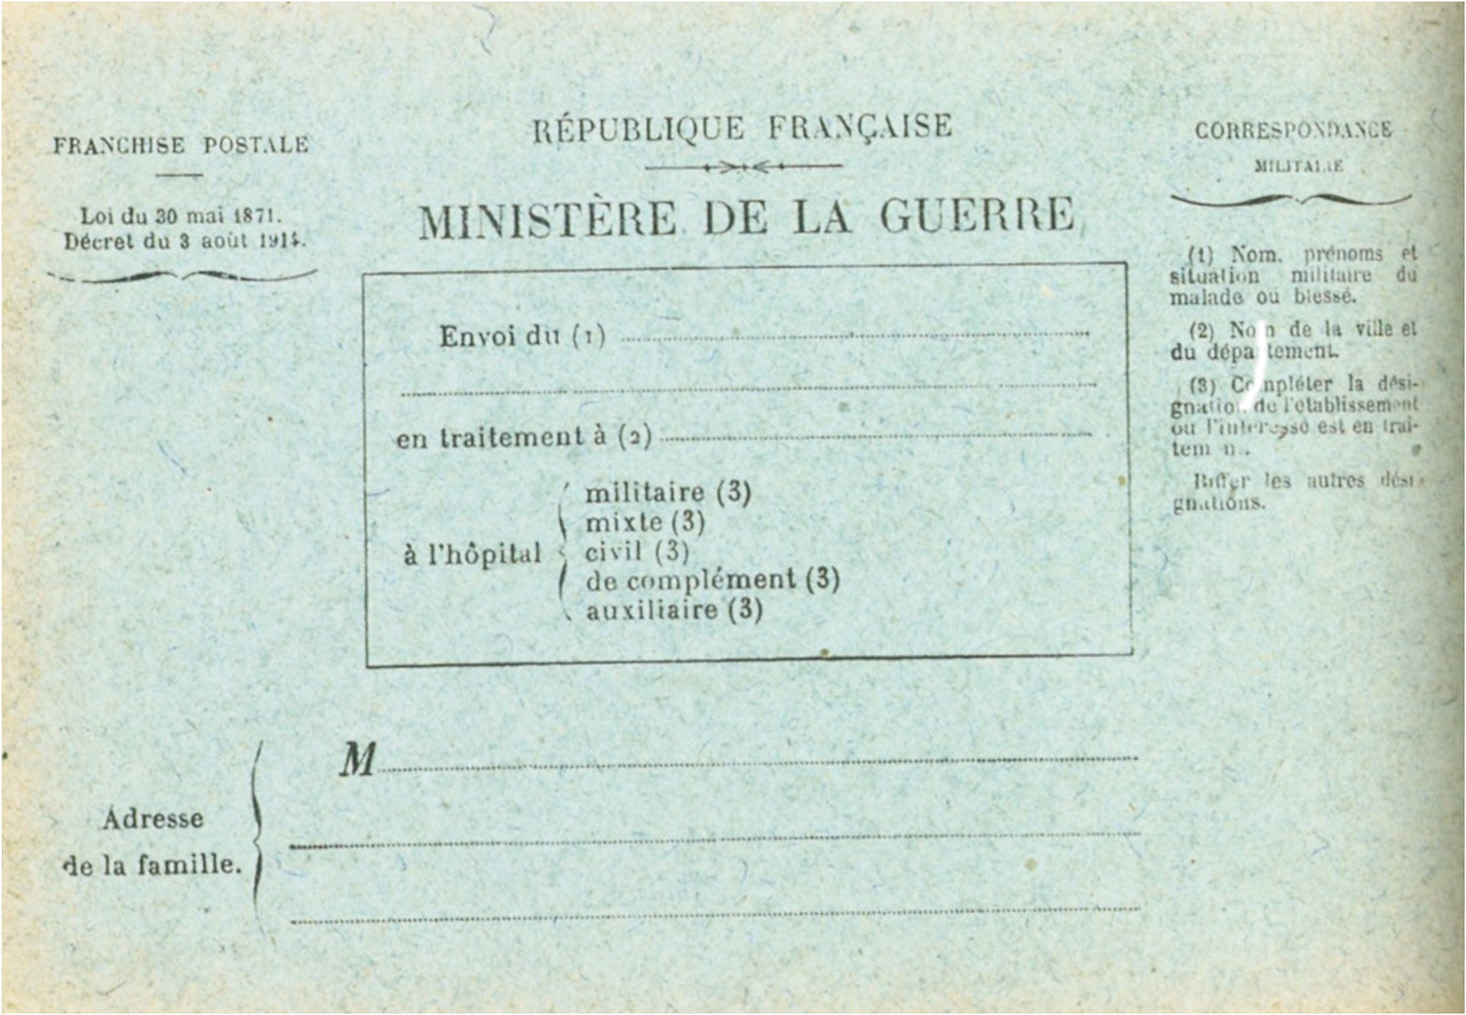 FRANCHISE POSTALE
Loi du 30 mai 1871.
Décret du 3 août 1914.
RÉPUBLIQUE FRANÇAISE
MINISTÈRE DE LA GUERRE
CORRESPONDANCE
MILITAIRE
(1) Nom, prénoms et
situation militaire du
malade ou blessé.
(2) Nom de la ville et
du département.
(3) Compléter la dési-
gnation de l'établissement
où l'intéressé est en trai-
tem n .
Biffer les autres dési-
gnations.
Envoi du (1)
en traitement à (2)
à l'hôpital
militaire (3)
mixte (3)
civil (3)
de complément (3)
auxiliaire (3)
M
Adresse
de la famille.